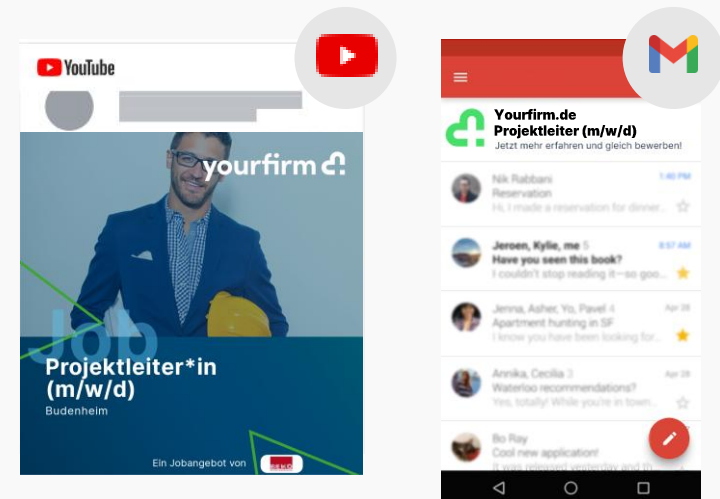 YouTube
yourfirm
Job
Projektleiter*in
(m/w/d)
Budenheim
Ein Jobangebot von
Yourfirm.de
Projektleiter (m/w/d)
Jetzt mehr erfahren und gleich bewerben!
Nik Rabbani
1:40 PM
Reservation
Hi, I made a reservation for dinner...
Jeroen, Kylie, me 5
8:57 AM
Have you seen this book?
I couldn't stop reading it—so goo...
Jenna, Asher, Yo, Pavel 4
Apr 28
Apartment hunting in SF
I know you have been looking for...
Annika, Cecilia 3
Apr 28
Waterloo recommendations?
Yes, totally! While you're in town...
Bo Ray
Cool new application!
It was released yesterday and th...